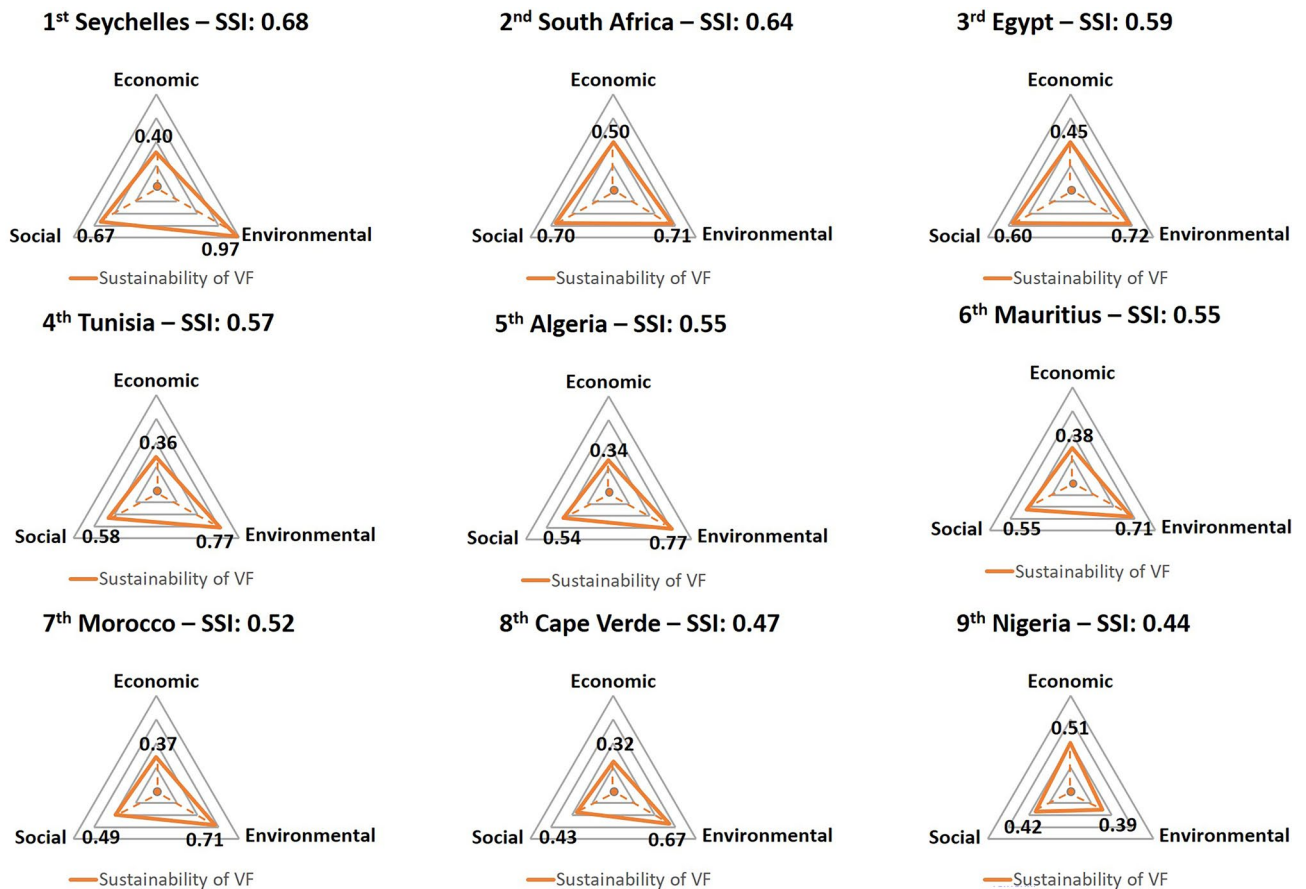 1st Seychelles – SSI: 0.68
Economic
0.40
Social
0.67
0.97
Environmental
Sustainability of VF
2nd South Africa – SSI: 0.64
Economic
0.50
Social
0.70
0.71
Environmental
Sustainability of VF
3rd Egypt – SSI: 0.59
Economic
0.45
Social
0.60
0.72
Environmental
Sustainability of VF
4th Tunisia – SSI: 0.57
Economic
0.36
Social
0.58
0.77
Environmental
Sustainability of VF
5th Algeria – SSI: 0.55
Economic
0.34
Social
0.54
0.77
Environmental
Sustainability of VF
6th Mauritius – SSI: 0.55
Economic
0.38
Social
0.55
0.71
Environmental
Sustainability of VF
7th Morocco – SSI: 0.52
Economic
0.37
Social
0.49
0.71
Environmental
Sustainability of VF
8th Cape Verde – SSI: 0.47
Economic
0.32
Social
0.43
0.67
Environmental
Sustainability of VF
9th Nigeria – SSI: 0.44
Economic
0.51
Social
0.42
0.39
Environmental
Sustainability of VF